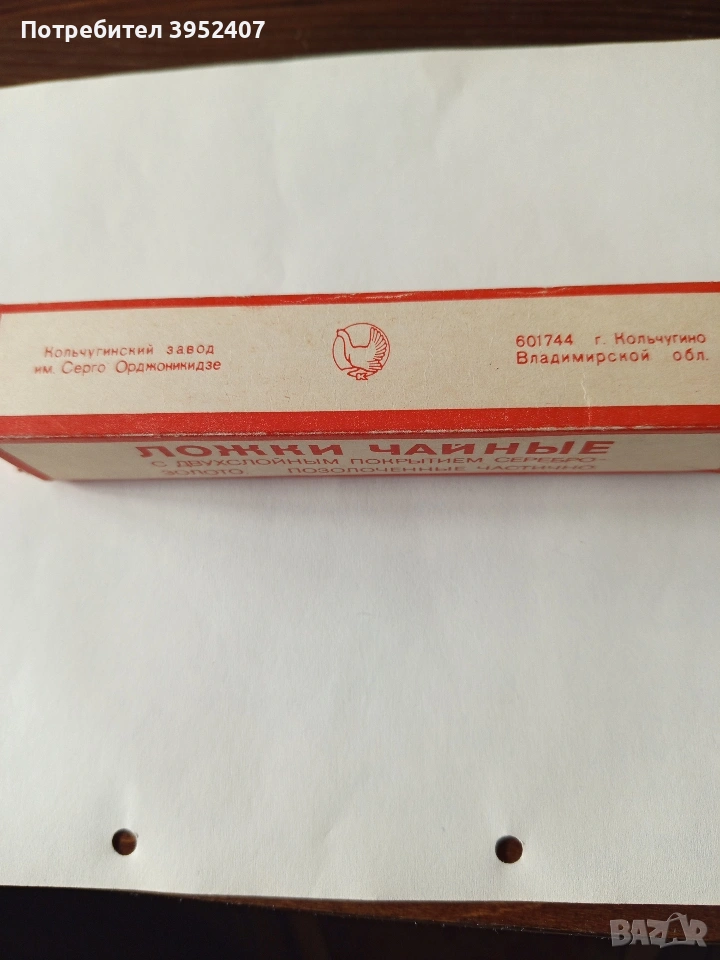 Потребител 3952407
Кольчугинский завод
им. Серго Орджоникидзе
К
601744 г. Кольчугино
Владимирской обл.
ЛОЖКИ ЧАЙНЫЕ
С ДВУХСЛОЙНЫМ ПОКРЫТИЕМ СЕРЕБРО-
ЗОЛОТО ПОЗОЛОЧЕННЫЕ ЧАСТИЧНО
BAZAR